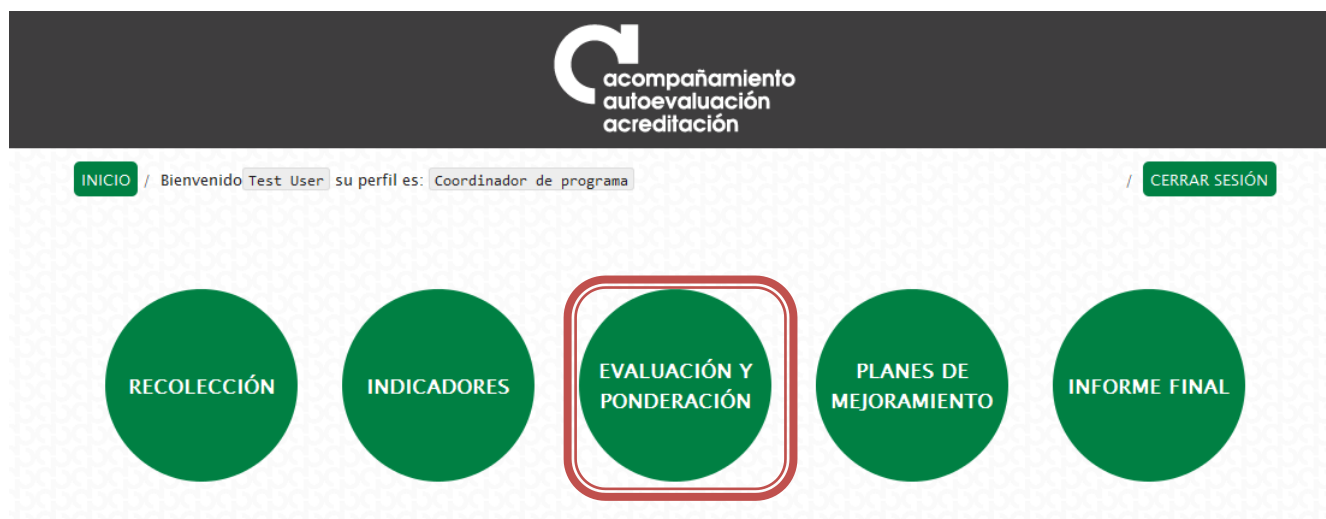 acompañamiento
autoevaluación
acreditación
INICIO / Bienvenido Test User su perfil es: Coordinador de programa / CERRAR SESIÓN
RECOLECCIÓN
INDICADORES
EVALUACIÓN Y
PONDERACIÓN
PLANES DE
MEJORAMIENTO
INFORME FINAL